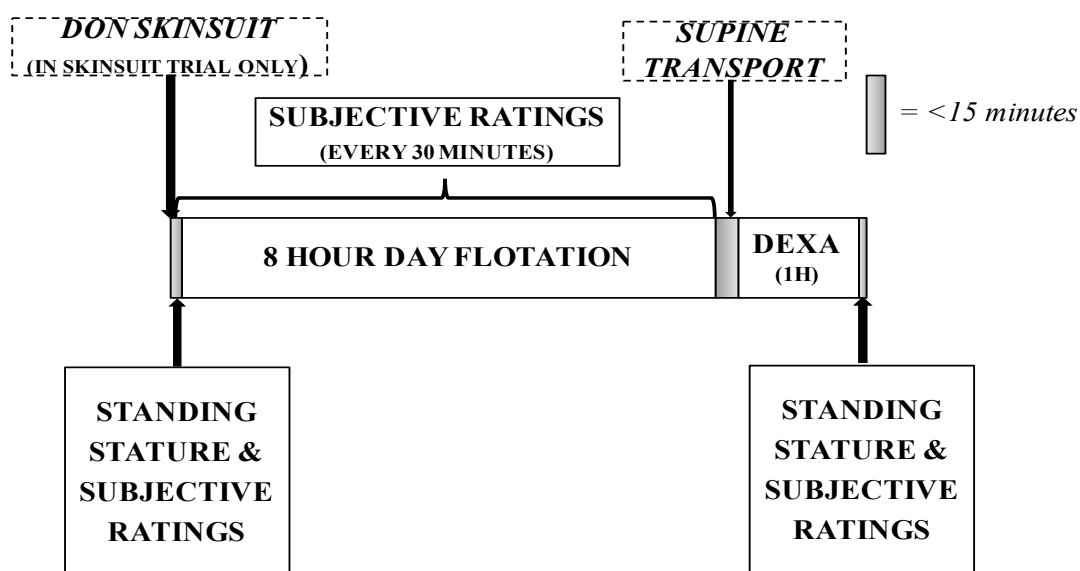 DON SKINSUIT
(IN SKINSUIT TRIAL ONLY)
SUPINE
TRANSPORT
SUBJECTIVE RATINGS
(EVERY 30 MINUTES)
= <15 minutes
8 HOUR DAY FLOTATION
DEXA
(1H)
STANDING
STATURE &
SUBJECTIVE
RATINGS
STANDING
STATURE &
SUBJECTIVE
RATINGS